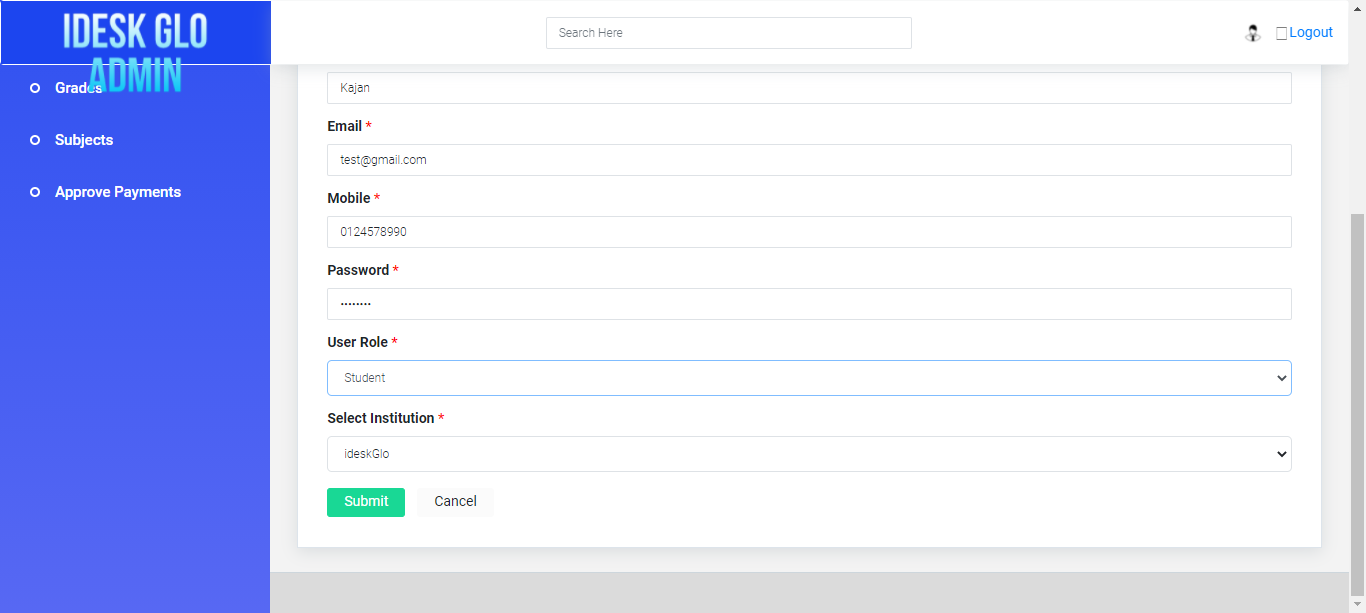 IDESK GLO
ADMIN
Search Here
Logout
Grades
Subjects
Approve Payments
Kajan
Email *
test@gmail.com
Mobile *
0124578990
Password *
••••••••
User Role *
Student
Select Institution *
ideskGlo
Submit
Cancel